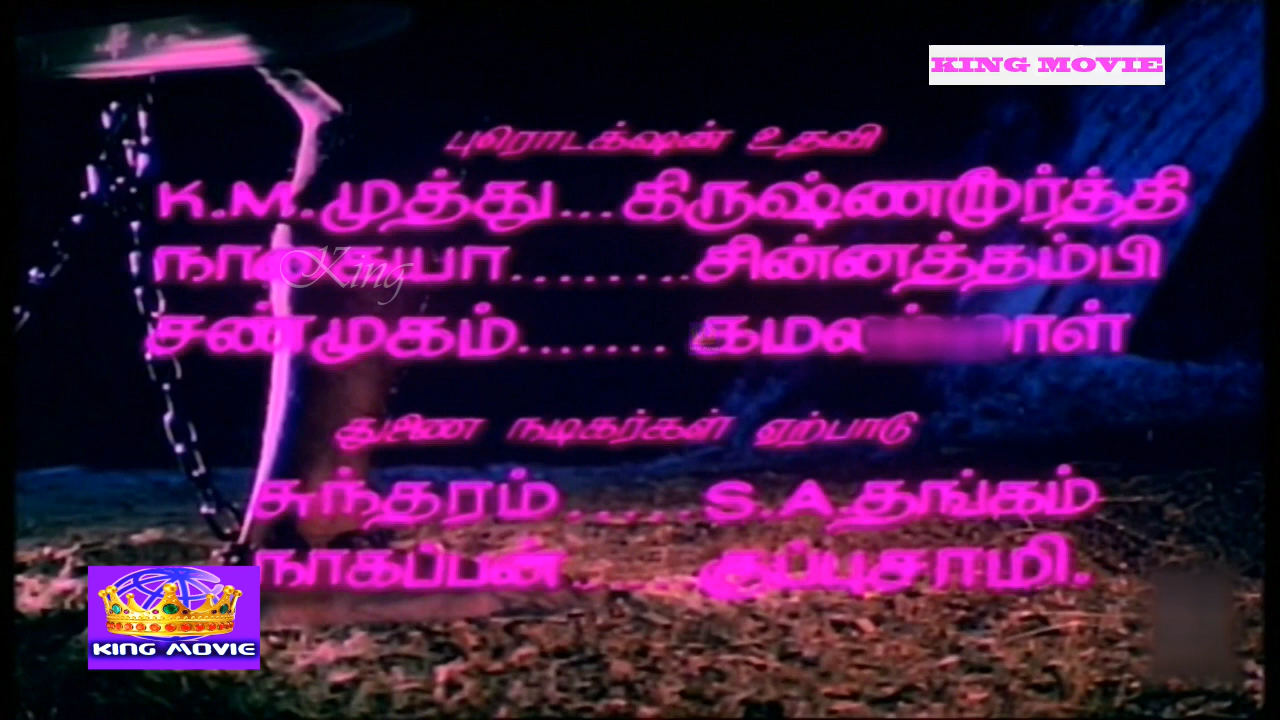 KING MOVIE
புரொடக்ஷன் உதவி
K.M.முத்து...கிருஷ்ணமூர்த்தி
........சின்னத்தம்பி
King
சண்முகம்.......
துணை நடிகர்கள் ஏற்பாடு
சுந்தரம்......S.A.தங்கம்
நாகப்பன்......குப்புசாமி.
KING MOVIE